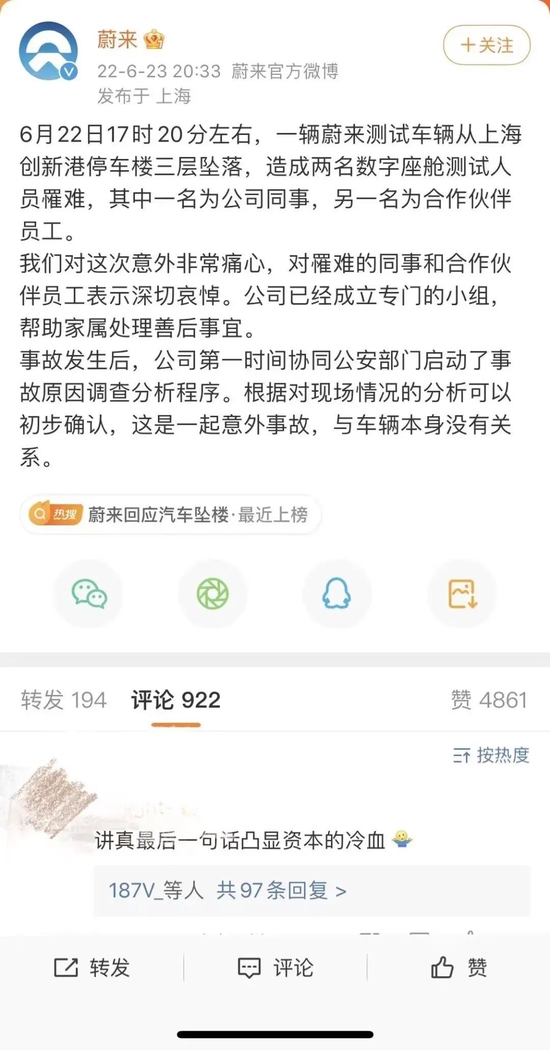 蔚来
+关注
22-6-23 20:33 蔚来官方微博
发布于 上海
6月22日17时20分左右，一辆蔚来测试车辆从上海
创新港停车楼三层坠落，造成两名数字座舱测试人
员罹难，其中一名为公司同事，另一名为合作伙伴
员工。
我们对这次意外非常痛心，对罹难的同事和合作伙
伴员工表示深切哀悼。公司已经成立专门的小组，
帮助家属处理善后事宜。
事故发生后，公司第一时间协同公安部门启动了事
故原因调查分析程序。根据对现场情况的分析可以
初步确认，这是一起意外事故，与车辆本身没有关
系。
热搜 蔚来回应汽车坠楼·最近上榜
转发 194 评论 922 赞 4861
按热度
讲真最后一句话凸显资本的冷血
187V_等人 共97条回复 >
转发 评论 赞